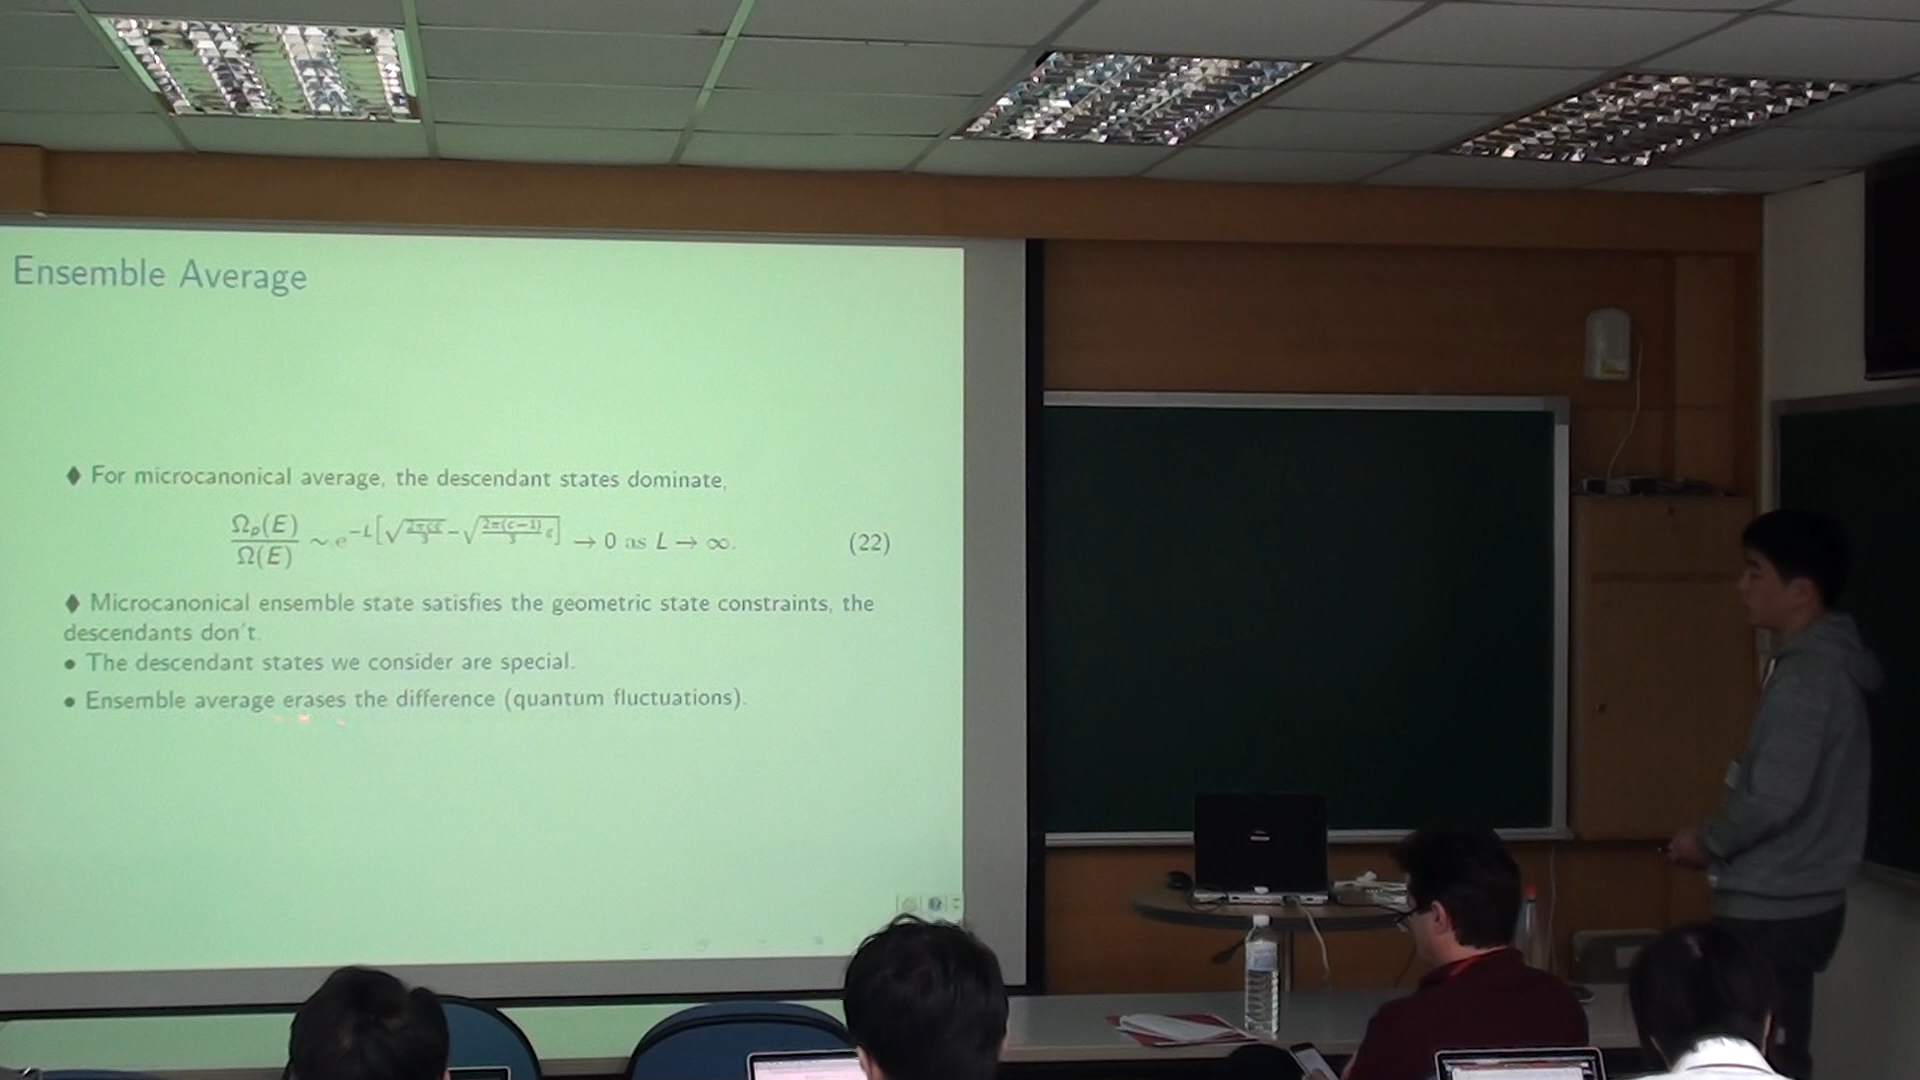 Ensemble Average
♦ For microcanonical average, the descendant states dominate,
Ωp(E)/Ω(E) ∼ e^{−L[√(2πcε/3) − √(2π(c−1)/3 ε)]} → 0 as L → ∞. (22)
♦ Microcanonical ensemble state satisfies the geometric state constraints, the
descendants don't.
• The descendant states we consider are special.
• Ensemble average erases the difference (quantum fluctuations).